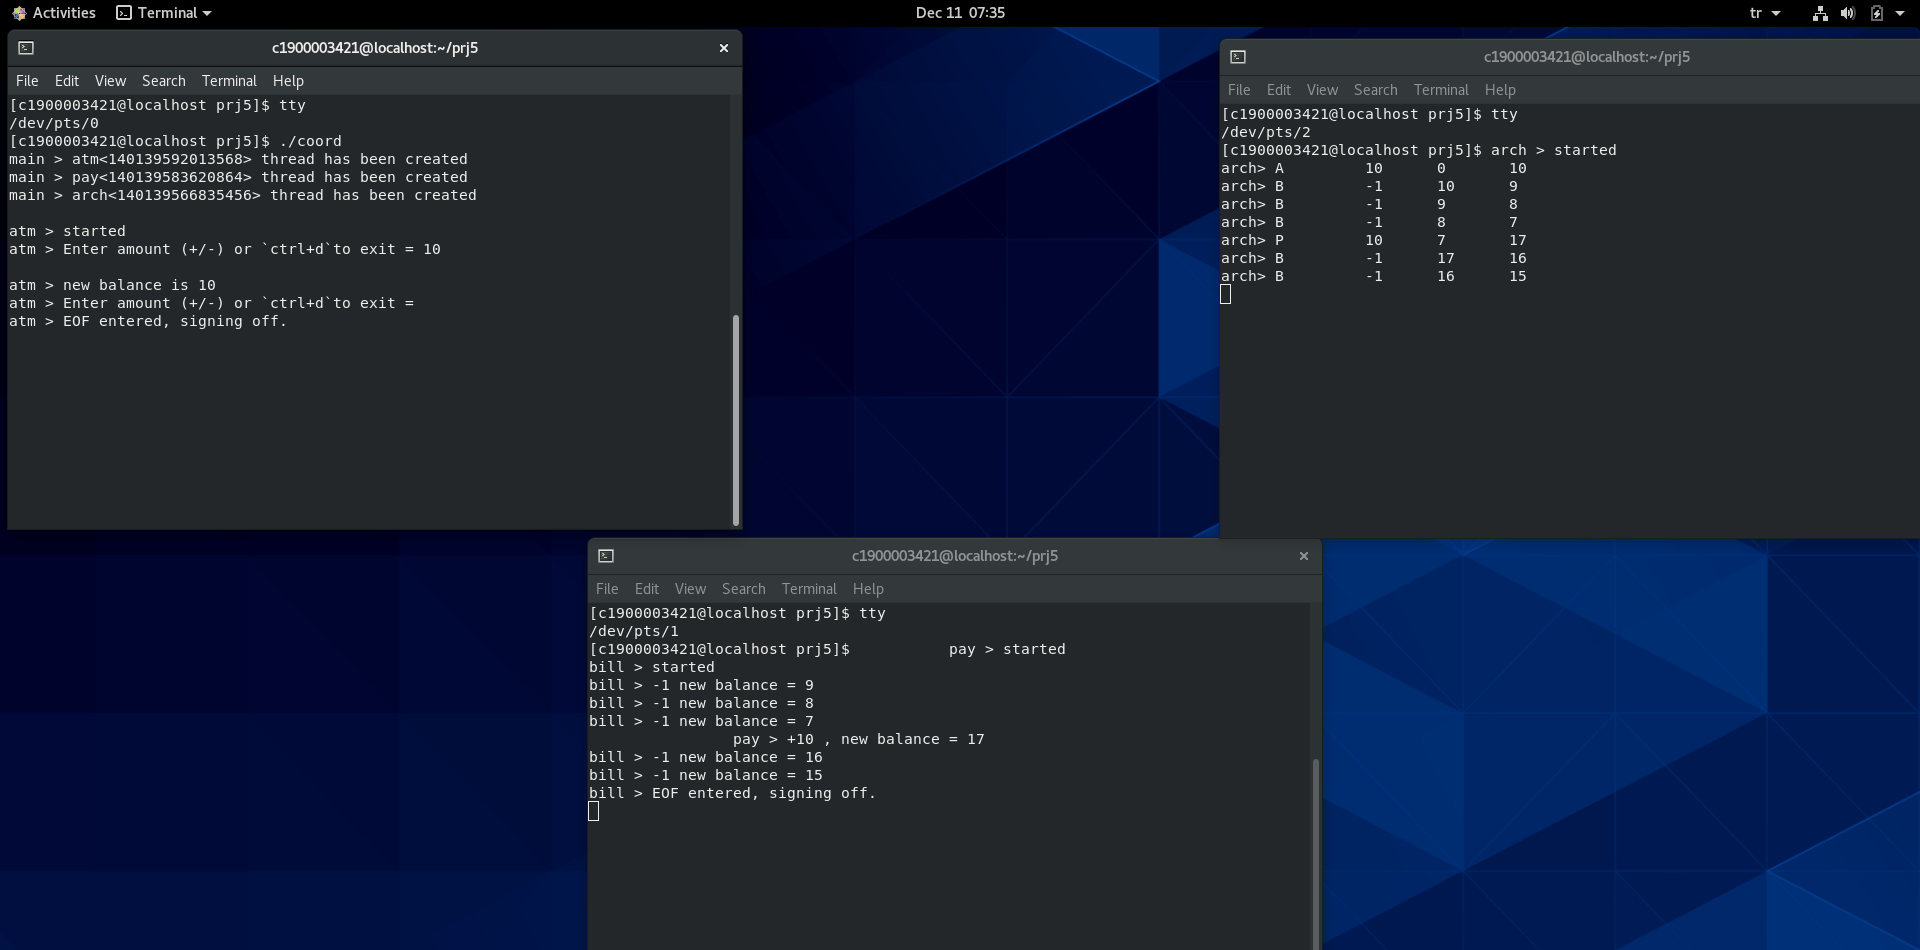 Activities Terminal Dec 11 07:35 tr
c1900003421@localhost:~/prj5
File Edit View Search Terminal Help
[c1900003421@localhost prj5]$ tty
/dev/pts/0
[c1900003421@localhost prj5]$ ./coord
main > atm<140139592013568> thread has been created
main > pay<140139583620864> thread has been created
main > arch<140139566835456> thread has been created
atm > started
atm > Enter amount (+/-) or `ctrl+d`to exit = 10
atm > new balance is 10
atm > Enter amount (+/-) or `ctrl+d`to exit =
atm > EOF entered, signing off.
c1900003421@localhost:~/prj5
File Edit View Search Terminal Help
[c1900003421@localhost prj5]$ tty
/dev/pts/2
[c1900003421@localhost prj5]$ arch > started
arch> A 10 0 10
arch> B -1 10 9
arch> B -1 9 8
arch> B -1 8 7
arch> P 10 7 17
arch> B -1 17 16
arch> B -1 16 15
c1900003421@localhost:~/prj5
File Edit View Search Terminal Help
[c1900003421@localhost prj5]$ tty
/dev/pts/1
[c1900003421@localhost prj5]$ pay > started
bill > started
bill > -1 new balance = 9
bill > -1 new balance = 8
bill > -1 new balance = 7
pay > +10 , new balance = 17
bill > -1 new balance = 16
bill > -1 new balance = 15
bill > EOF entered, signing off.